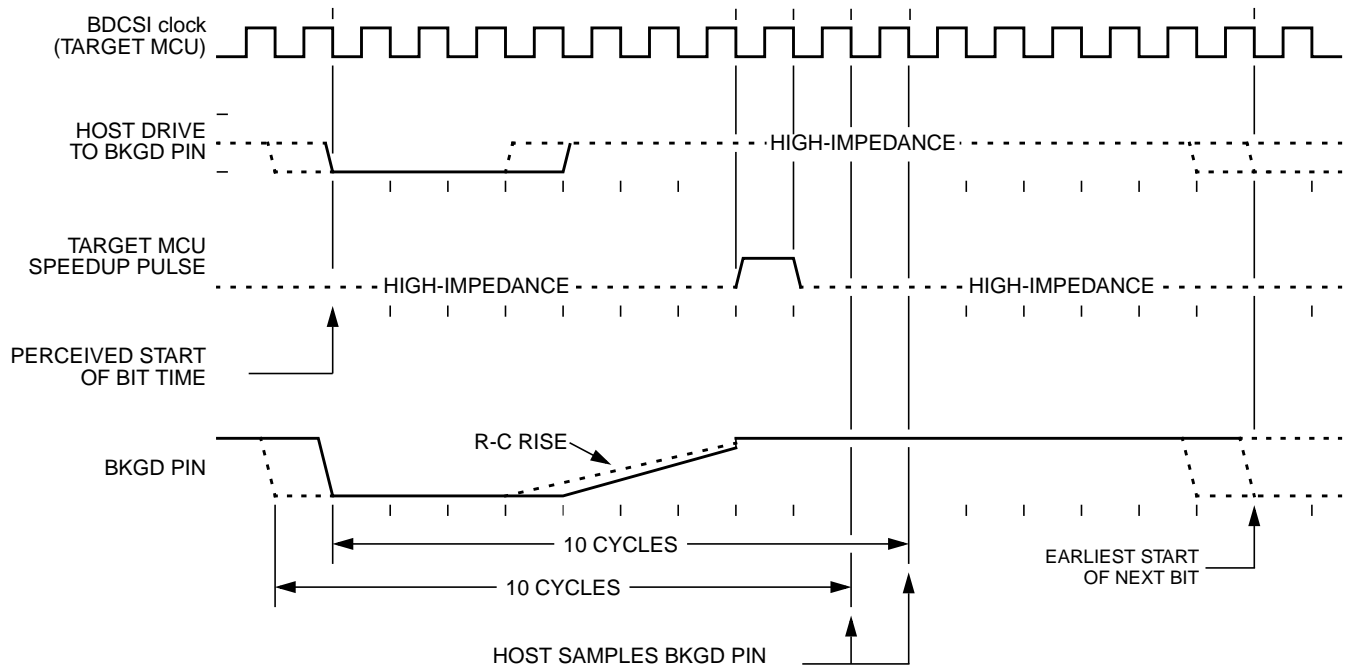 BDCSI clock
(TARGET MCU)
HOST DRIVE
TO BKGD PIN
HIGH-IMPEDANCE
TARGET MCU
SPEEDUP PULSE
HIGH-IMPEDANCE
HIGH-IMPEDANCE
PERCEIVED START
OF BIT TIME
R-C RISE
BKGD PIN
10 CYCLES
10 CYCLES
EARLIEST START
OF NEXT BIT
HOST SAMPLES BKGD PIN